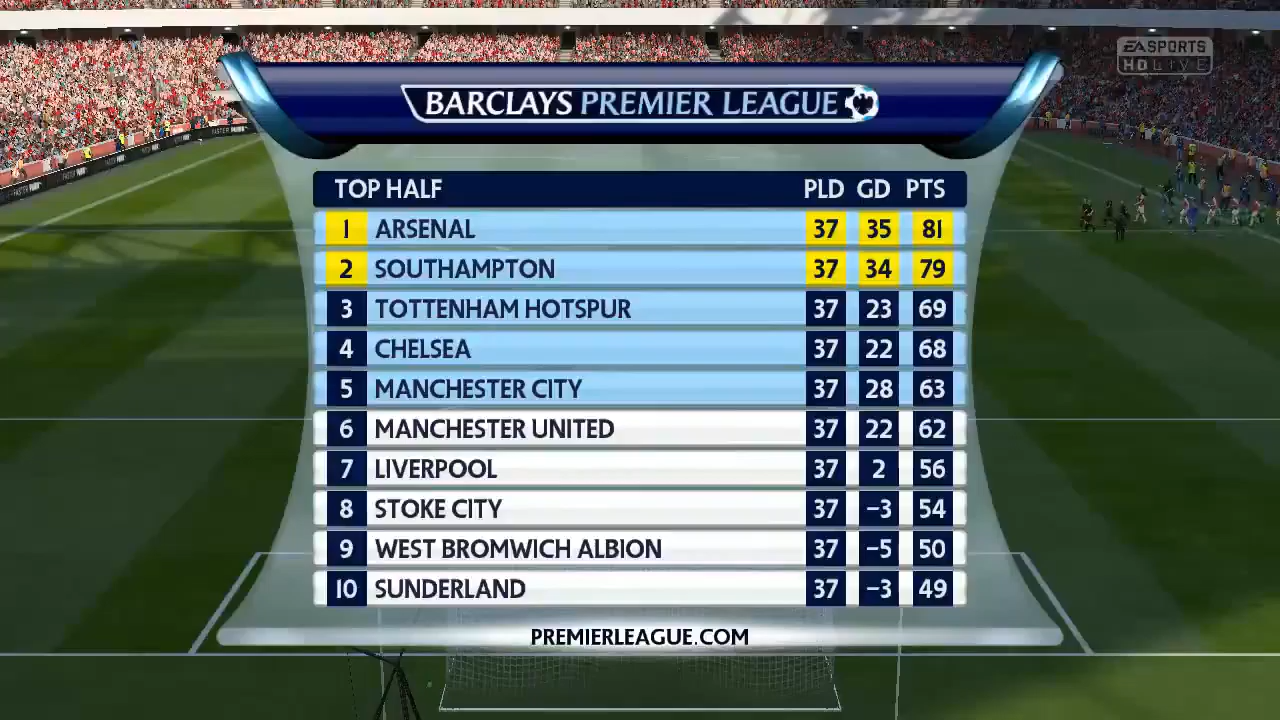 EA SPORTS
HD LIVE
BARCLAYS PREMIER LEAGUE
TOP HALF PLD GD PTS
1 ARSENAL 37 35 81
2 SOUTHAMPTON 37 34 79
3 TOTTENHAM HOTSPUR 37 23 69
4 CHELSEA 37 22 68
5 MANCHESTER CITY 37 28 63
6 MANCHESTER UNITED 37 22 62
7 LIVERPOOL 37 2 56
8 STOKE CITY 37 –3 54
9 WEST BROMWICH ALBION 37 –5 50
10 SUNDERLAND 37 –3 49
PREMIERLEAGUE.COM